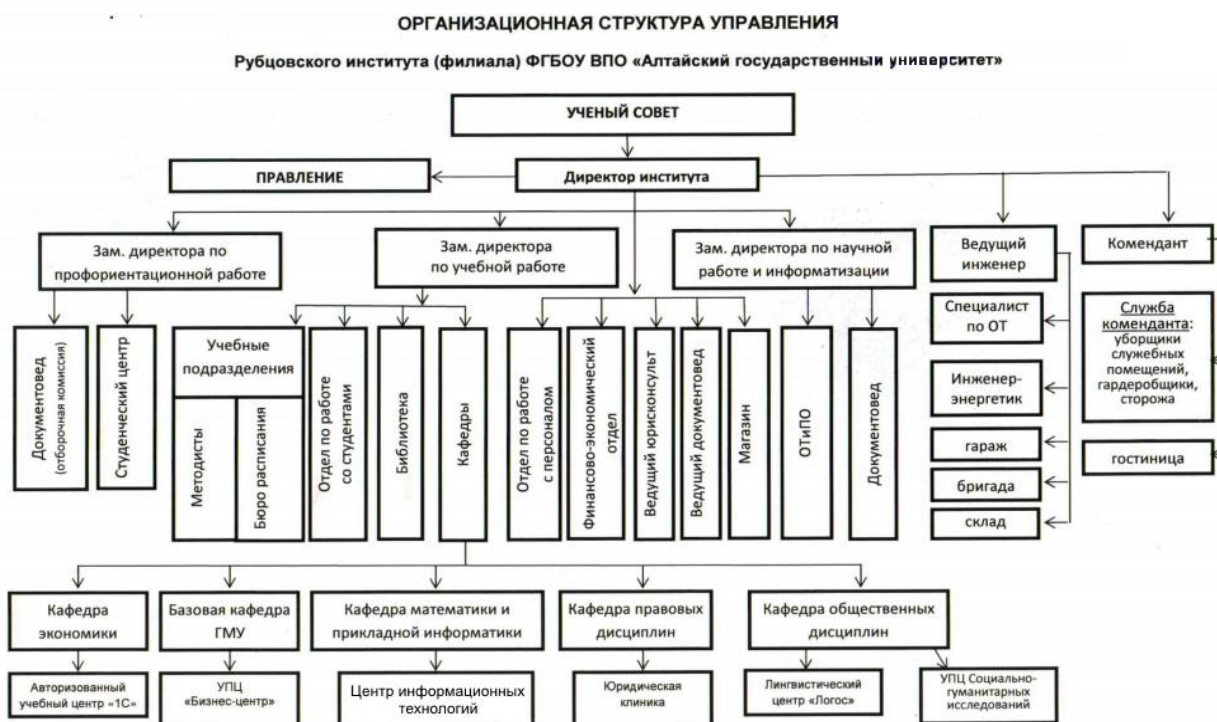 ОРГАНИЗАЦИОННАЯ СТРУКТУРА УПРАВЛЕНИЯ
Рубцовского института (филиала) ФГБОУ ВПО «Алтайский государственный университет»
УЧЕНЫЙ СОВЕТ
ПРАВЛЕНИЕ
Директор института
Зам. директора по
профориентационной работе
Зам. директора
по учебной работе
Зам. директора по научной
работе и информатизации
Ведущий
инженер
Комендант
Документовед
(отборочная комиссия)
Студенческий центр
Учебные
подразделения
Методисты
Бюро расписания
Отдел по работе
со студентами
Библиотека
Кафедры
Отдел по работе
с персоналом
Финансово-экономический
отдел
Ведущий юрисконсульт
Ведущий документовед
Магазин
ОТиПО
Документовед
Специалист
по ОТ
Инженер-
энергетик
гараж
бригада
склад
Служба
коменданта:
уборщики
служебных
помещений,
гардеробщики,
сторожа
гостиница
Кафедра
экономики
Базовая кафедра
ГМУ
Кафедра математики и
прикладной информатики
Кафедра правовых
дисциплин
Кафедра общественных
дисциплин
Авторизованный
учебный центр «1С»
УПЦ
«Бизнес-центр»
Центр информационных
технологий
Юридическая
клиника
Лингвистический
центр «Логос»
УПЦ Социально-
гуманитарных
исследований